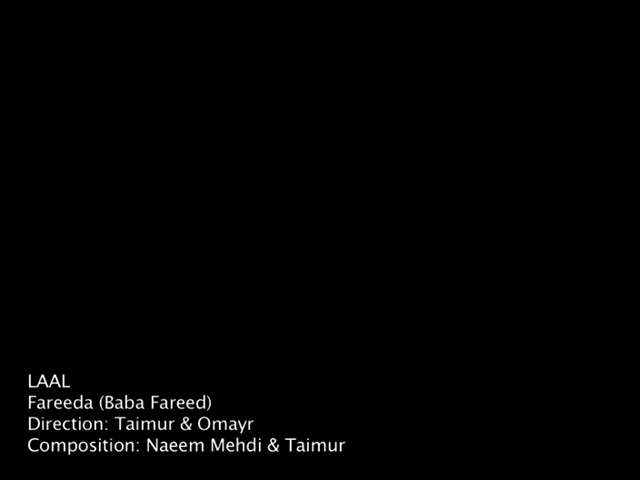 LAAL
Fareeda (Baba Fareed)
Direction: Taimur & Omayr
Composition: Naeem Mehdi & Taimur